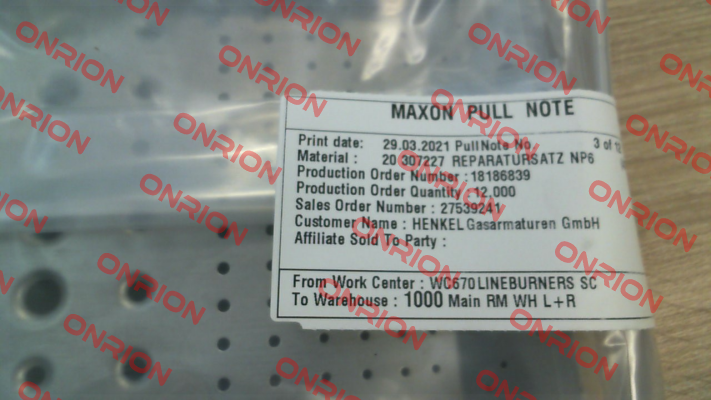 MAXON PULL NOTE
Print date: 29.03.2021 PullNote No 3 of
Material : 20 307227 REPARATURSATZ NP6
Production Order Number : 18186839
Production Order Quantity : 12,000
Sales Order Number : 27539241
Customer Name : HENKEL Gasarmaturen GmbH
Affiliate Sold To Party :
From Work Center : WC670 LINEBURNERS SC
To Warehouse : 1000 Main RM WH L+R
ONRION